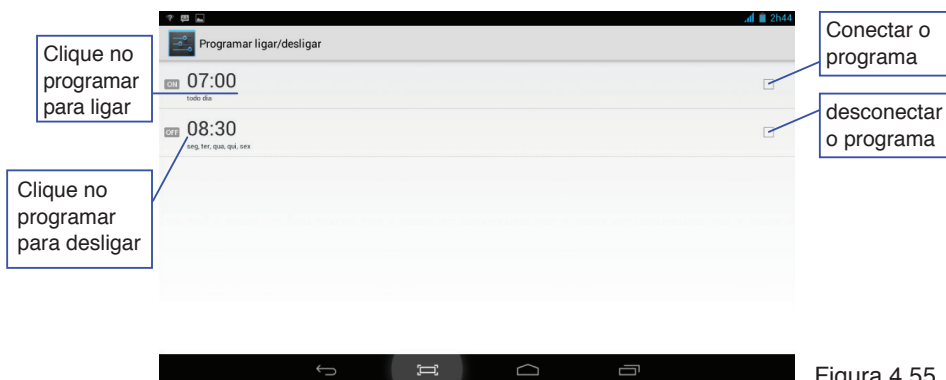 2h44
Programar ligar/desligar
Clique no
programar
para ligar
ON 07:00
todo dia
Conectar o
programa
OFF 08:30
seg, ter, qua, qui, sex
desconectar
o programa
Clique no
programar
para desligar
Figura 4.55